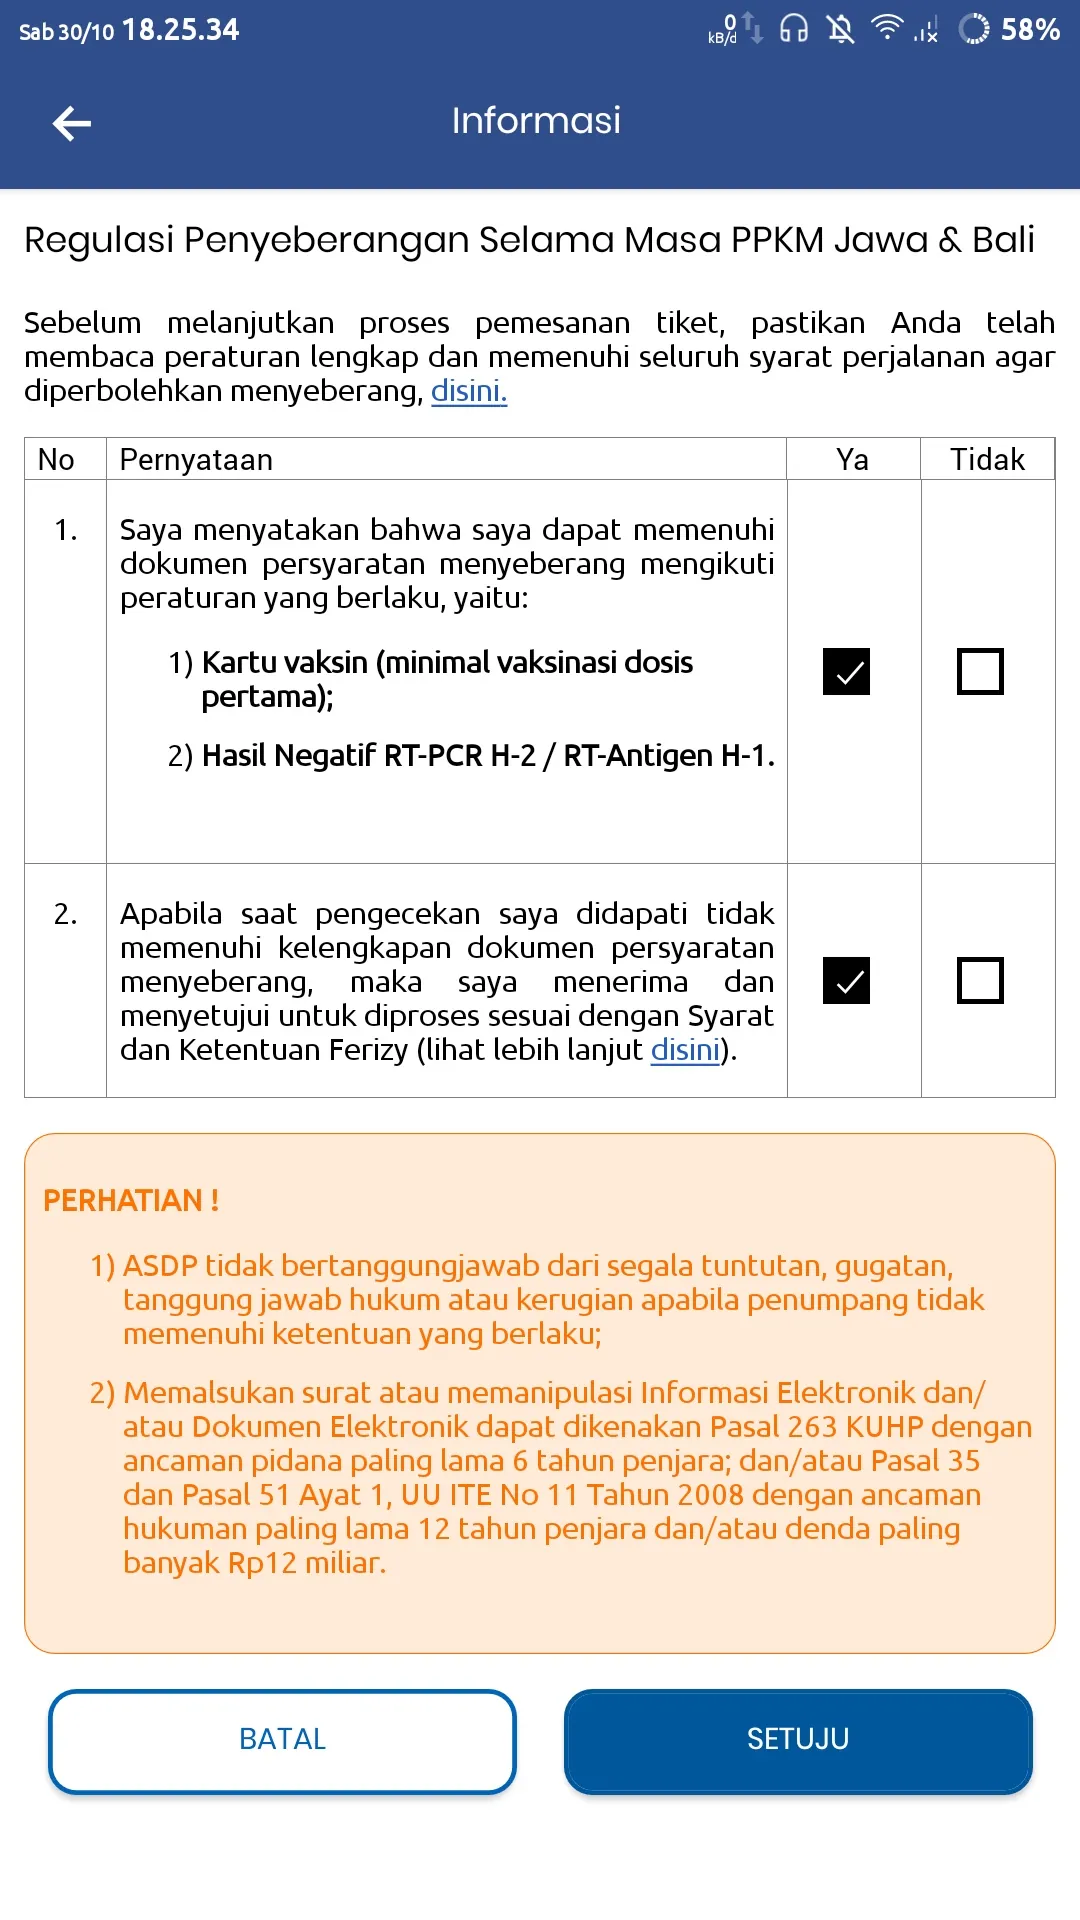 Sab 30/10 18.25.34 0 kB/d 58%
Informasi
Regulasi Penyeberangan Selama Masa PPKM Jawa & Bali
Sebelum melanjutkan proses pemesanan tiket, pastikan Anda telah
membaca peraturan lengkap dan memenuhi seluruh syarat perjalanan agar
diperbolehkan menyeberang, disini.
No Pernyataan Ya Tidak
1. Saya menyatakan bahwa saya dapat memenuhi
dokumen persyaratan menyeberang mengikuti
peraturan yang berlaku, yaitu:
1) Kartu vaksin (minimal vaksinasi dosis
pertama);
2) Hasil Negatif RT-PCR H-2 / RT-Antigen H-1.
2. Apabila saat pengecekan saya didapati tidak
memenuhi kelengkapan dokumen persyaratan
menyeberang, maka saya menerima dan
menyetujui untuk diproses sesuai dengan Syarat
dan Ketentuan Ferizy (lihat lebih lanjut disini).
PERHATIAN !
1) ASDP tidak bertanggungjawab dari segala tuntutan, gugatan,
tanggung jawab hukum atau kerugian apabila penumpang tidak
memenuhi ketentuan yang berlaku;
2) Memalsukan surat atau memanipulasi Informasi Elektronik dan/
atau Dokumen Elektronik dapat dikenakan Pasal 263 KUHP dengan
ancaman pidana paling lama 6 tahun penjara; dan/atau Pasal 35
dan Pasal 51 Ayat 1, UU ITE No 11 Tahun 2008 dengan ancaman
hukuman paling lama 12 tahun penjara dan/atau denda paling
banyak Rp12 miliar.
BATAL SETUJU